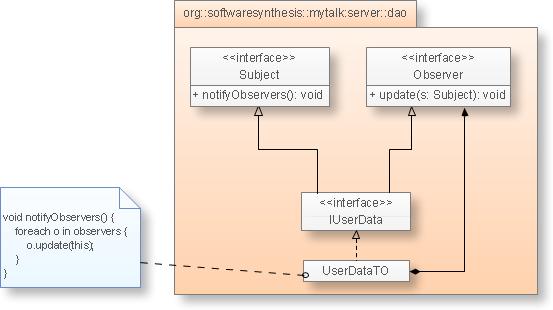 org::softwaresynthesis::mytalk:server::dao
<<interface>>
Subject
+ notifyObservers(): void
<<interface>>
Observer
+ update(s: Subject): void
<<interface>>
IUserData
UserDataTO
void notifyObservers() {
foreach o in observers {
o.update(this);
}
}